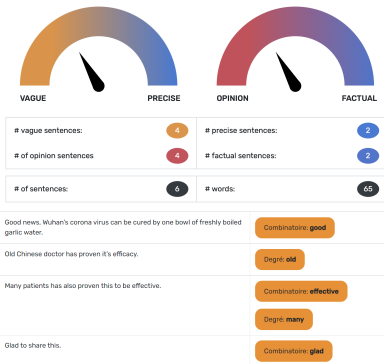 VAGUE PRECISE OPINION FACTUAL
# vague sentences: 4 # precise sentences: 2
# of opinion sentences 4 # factual sentences: 2
# of sentences: 6 # words: 65
Good news, Wuhan's corona virus can be cured by one bowl of freshly boiled
garlic water.
Combinatoire: good
Old Chinese doctor has proven it's efficacy.
Degré: old
Many patients has also proven this to be effective.
Combinatoire: effective
Degré: many
Glad to share this.
Combinatoire: glad